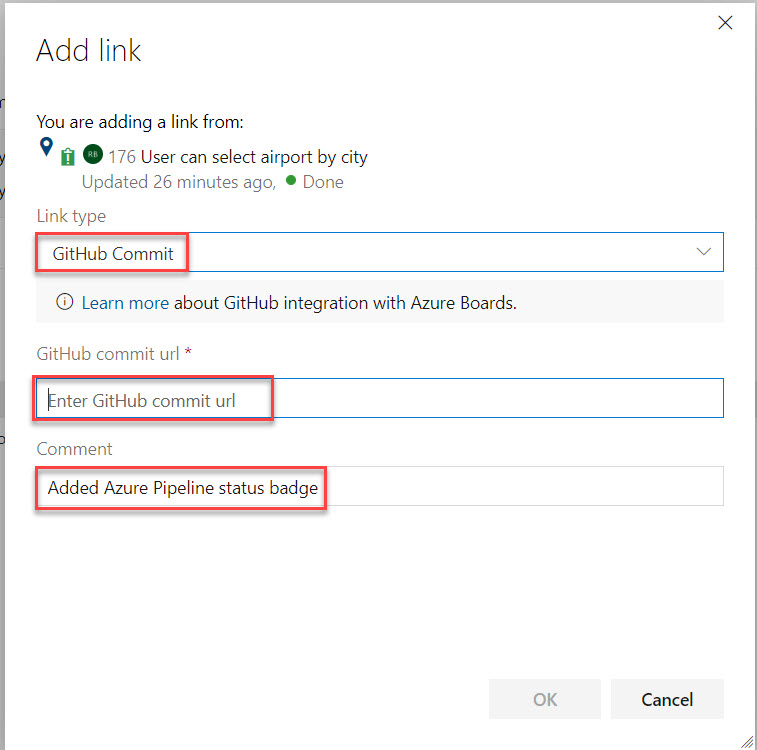 Add link
You are adding a link from:
RB 176 User can select airport by city
Updated 26 minutes ago, Done
Link type
GitHub Commit
Learn more about GitHub integration with Azure Boards.
GitHub commit url *
Enter GitHub commit url
Comment
Added Azure Pipeline status badge
OK Cancel